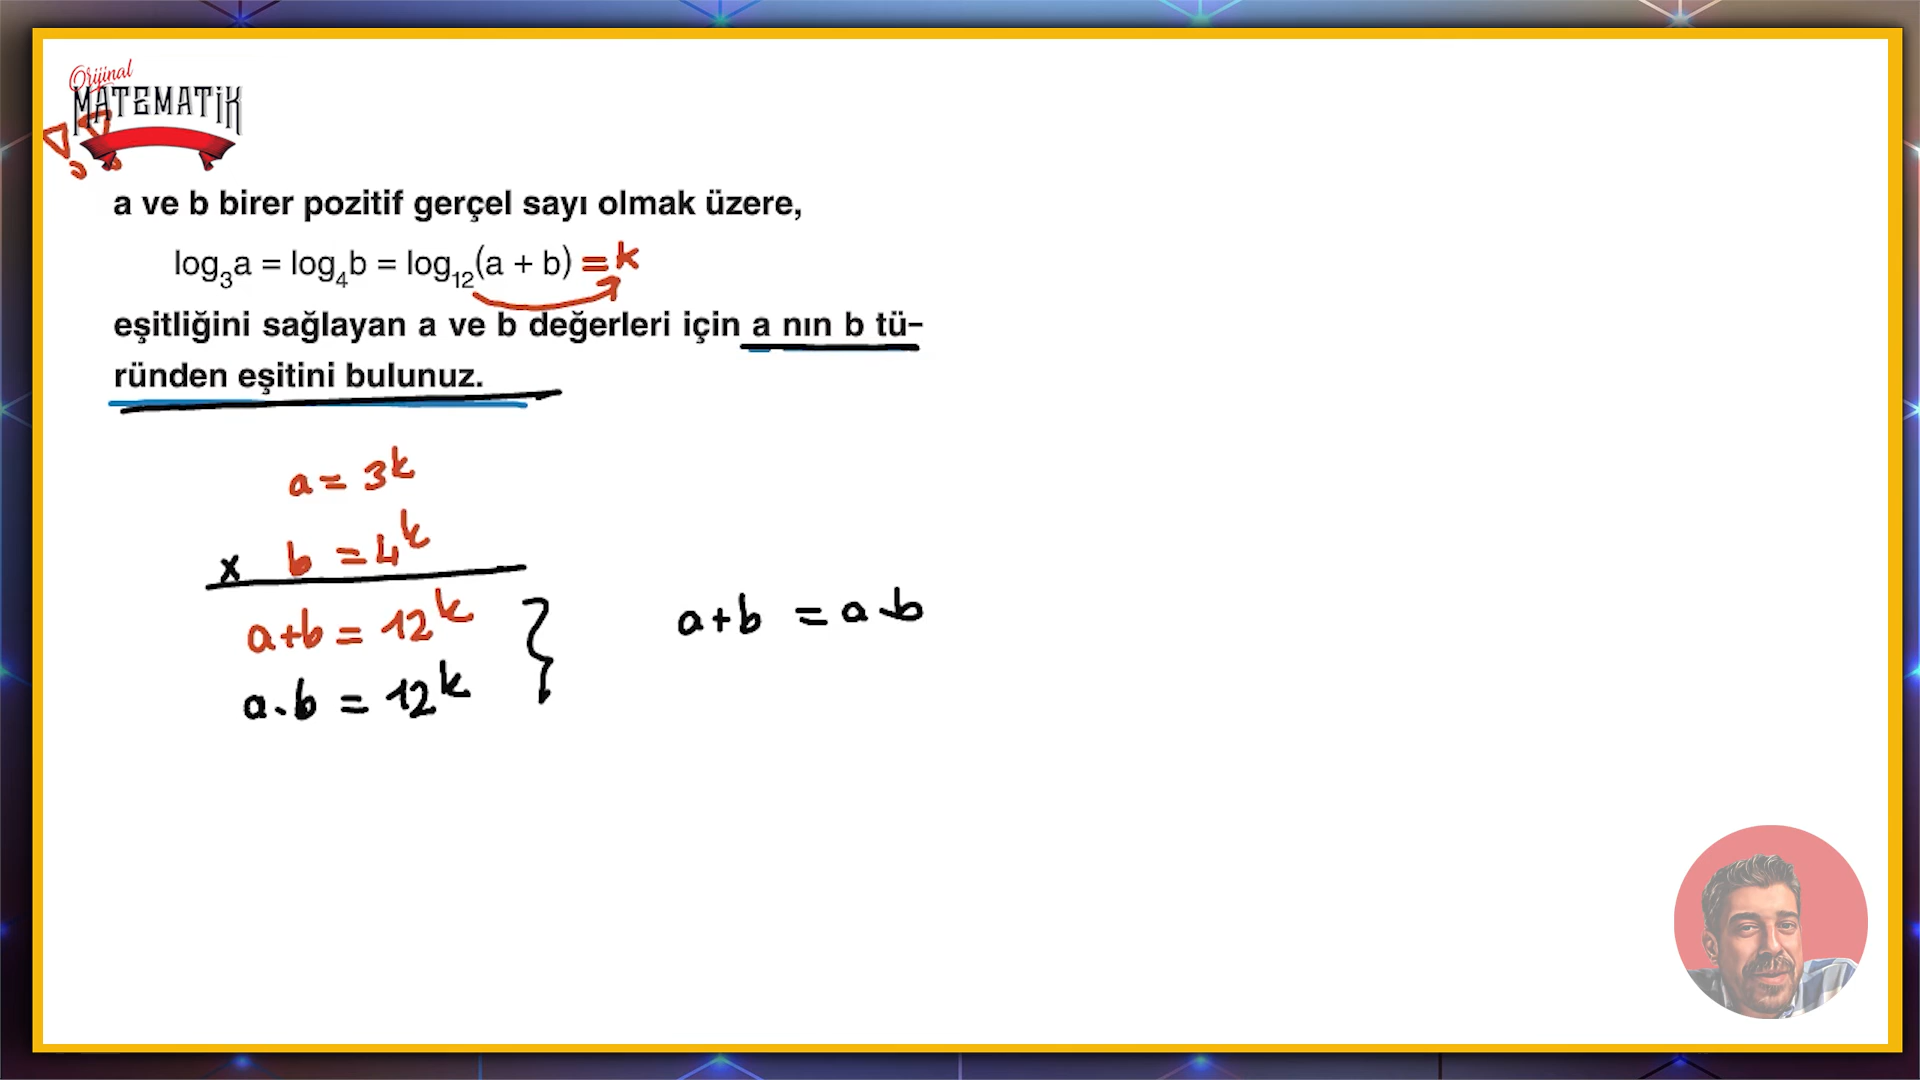 Orijinal
MATEMATİK
a ve b birer pozitif gerçel sayı olmak üzere,
log₃a = log₄b = log₁₂(a + b) = k
eşitliğini sağlayan a ve b değerleri için a nın b tü-
ründen eşitini bulunuz.
a = 3ᵏ
x b = 4ᵏ
a+b = 12ᵏ
a+b = a·b
a·b = 12ᵏ